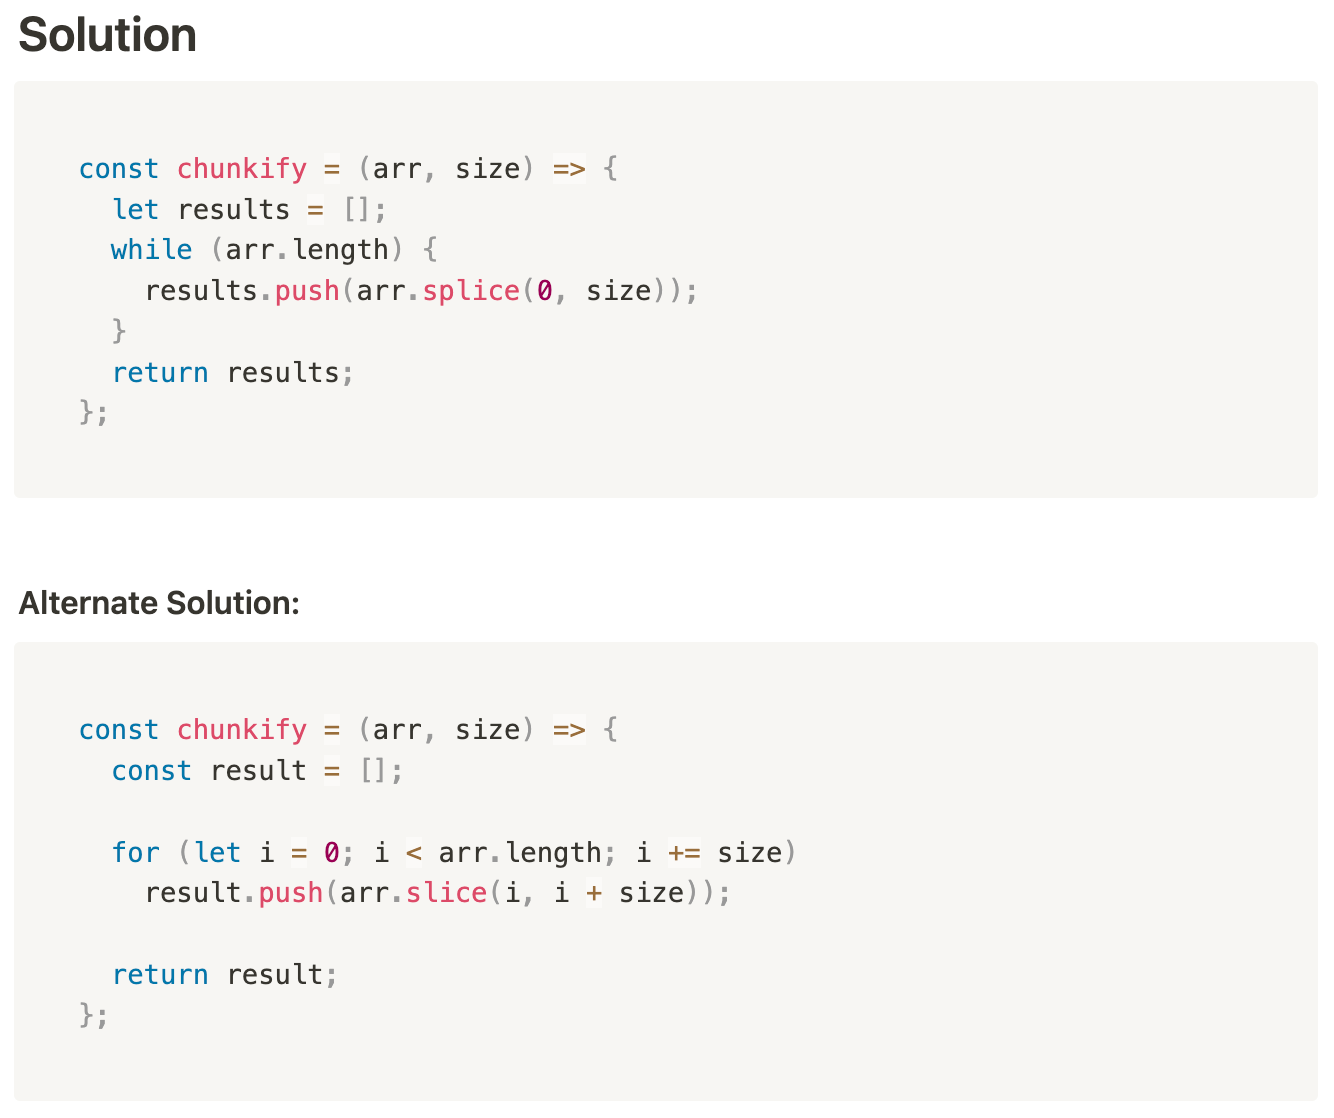 Solution
const chunkify = (arr, size) => {
  let results = [];
  while (arr.length) {
    results.push(arr.splice(0, size));
  }
  return results;
};
Alternate Solution:
const chunkify = (arr, size) => {
  const result = [];
  for (let i = 0; i < arr.length; i += size)
    result.push(arr.slice(i, i + size));
  return result;
};